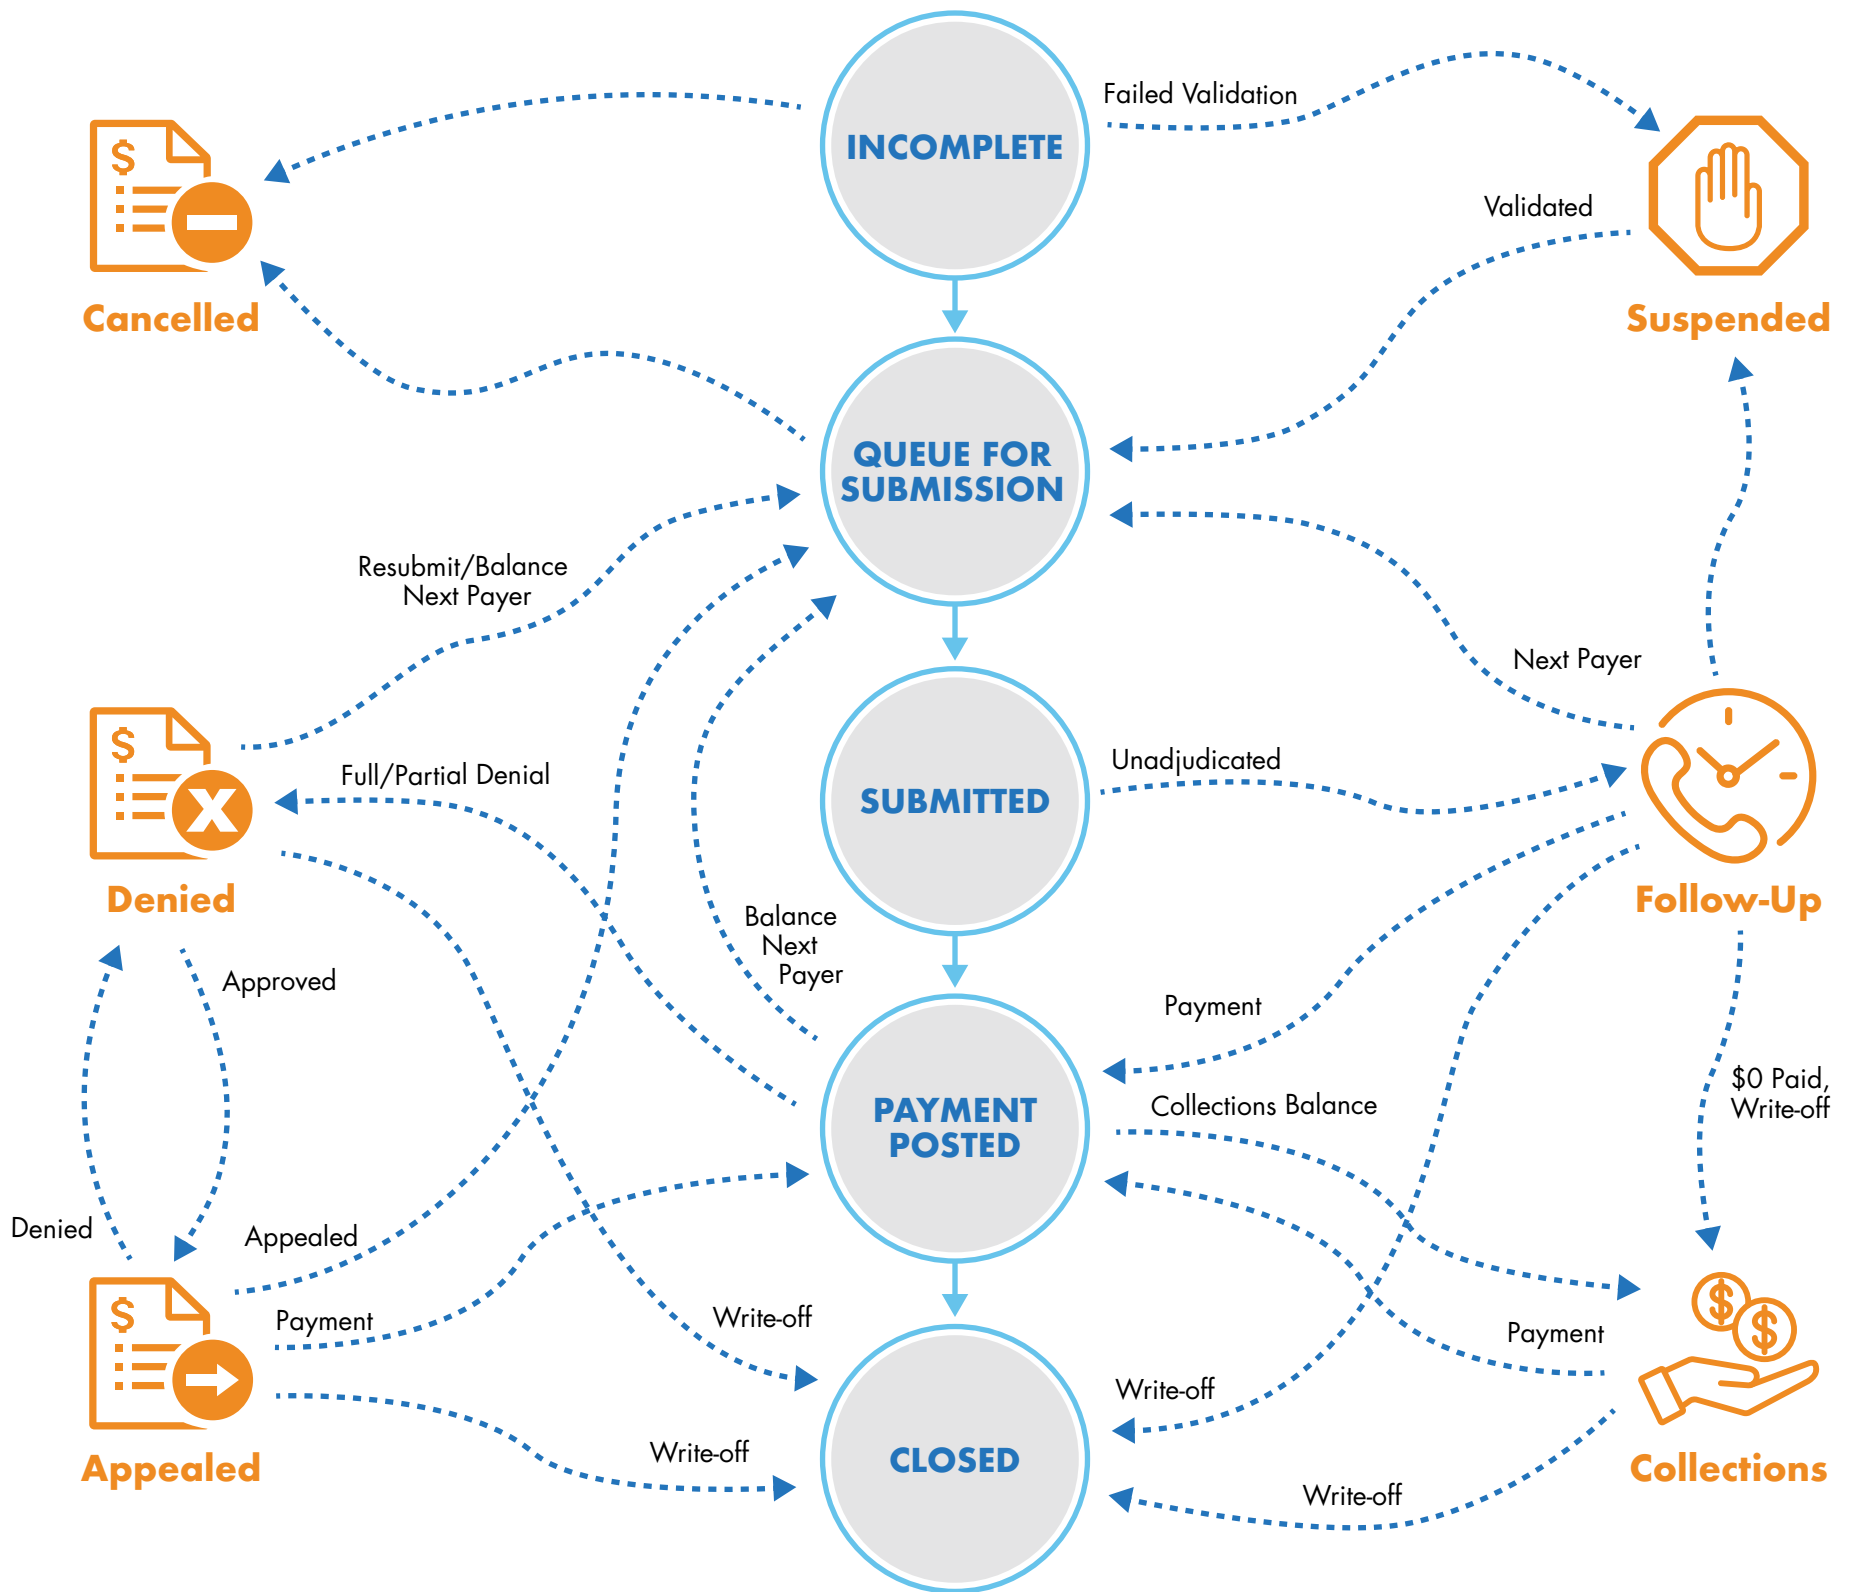 Failed Validation
INCOMPLETE
$
Validated
Cancelled
Suspended
QUEUE FOR
SUBMISSION
Resubmit/Balance
Next Payer
Next Payer
$
Full/Partial Denial
Unadjudicated
SUBMITTED
Denied
Follow-Up
Balance
Next
Payer
Approved
Payment
$0 Paid,
Write-off
Collections Balance
PAYMENT
POSTED
Denied
Appealed
$
Payment
Write-off
$
$
Payment
Write-off
Write-off
CLOSED
Appealed
Collections
Write-off